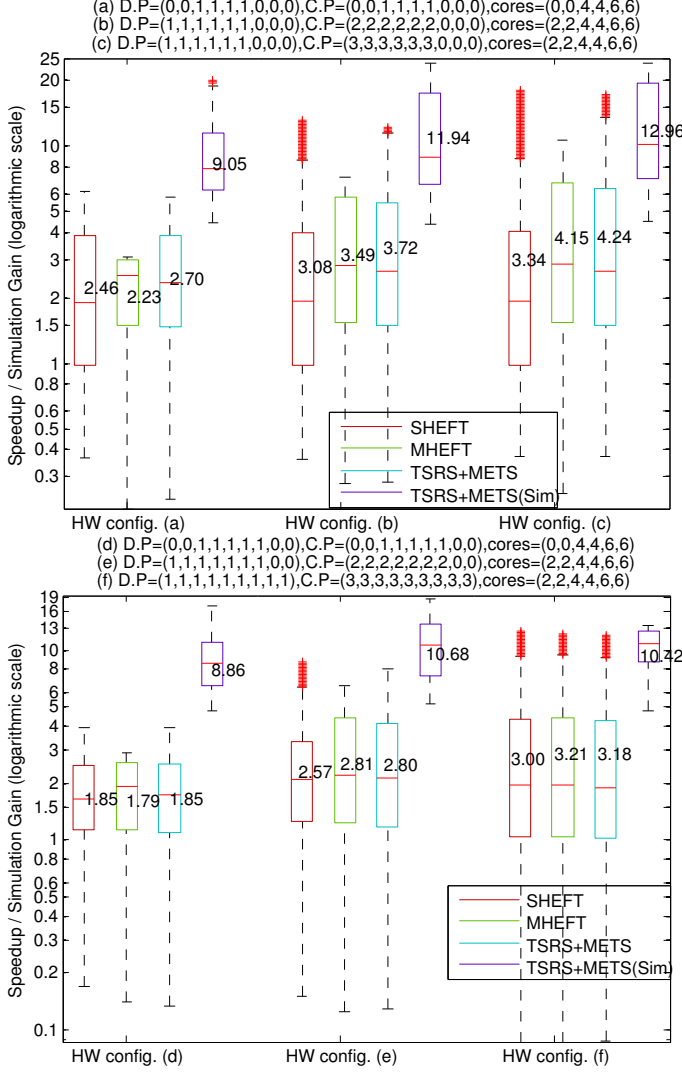 (a) D.P=(0,0,1,1,1,1,0,0,0),C.P=(0,0,1,1,1,1,0,0,0),cores=(0,0,4,4,6,6)
(b) D.P=(1,1,1,1,1,1,0,0,0),C.P=(2,2,2,2,2,2,0,0,0),cores=(2,2,4,4,6,6)
(c) D.P=(1,1,1,1,1,1,0,0,0),C.P=(3,3,3,3,3,3,0,0,0),cores=(2,2,4,4,6,6)
Speedup / Simulation Gain (logarithmic scale)
25
20
15
10
8
6
5
4
3
2
1.5
1
0.8
0.6
0.5
0.4
0.3
2.46
2.23
2.70
9.05
3.08
3.49
3.72
11.94
3.34
4.15
4.24
12.96
SHEFT
MHEFT
TSRS+METS
TSRS+METS(Sim)
HW config. (a)
HW config. (b)
HW config. (c)
(d) D.P=(0,0,1,1,1,1,1,0,0),C.P=(0,0,1,1,1,1,1,0,0),cores=(0,0,4,4,6,6)
(e) D.P=(1,1,1,1,1,1,1,0,0),C.P=(2,2,2,2,2,2,2,0,0),cores=(2,2,4,4,6,6)
(f) D.P=(1,1,1,1,1,1,1,1,1,1),C.P=(3,3,3,3,3,3,3,3,3,3),cores=(2,2,4,4,6,6)
Speedup / Simulation Gain (logarithmic scale)
19
16
13
10
8
6
5
4
3
2
1.5
1
0.8
0.6
0.5
0.4
0.3
0.2
0.1
1.85
1.79
1.85
8.86
2.57
2.81
2.80
10.68
3.00
3.21
3.18
10.42
SHEFT
MHEFT
TSRS+METS
TSRS+METS(Sim)
HW config. (d)
HW config. (e)
HW config. (f)